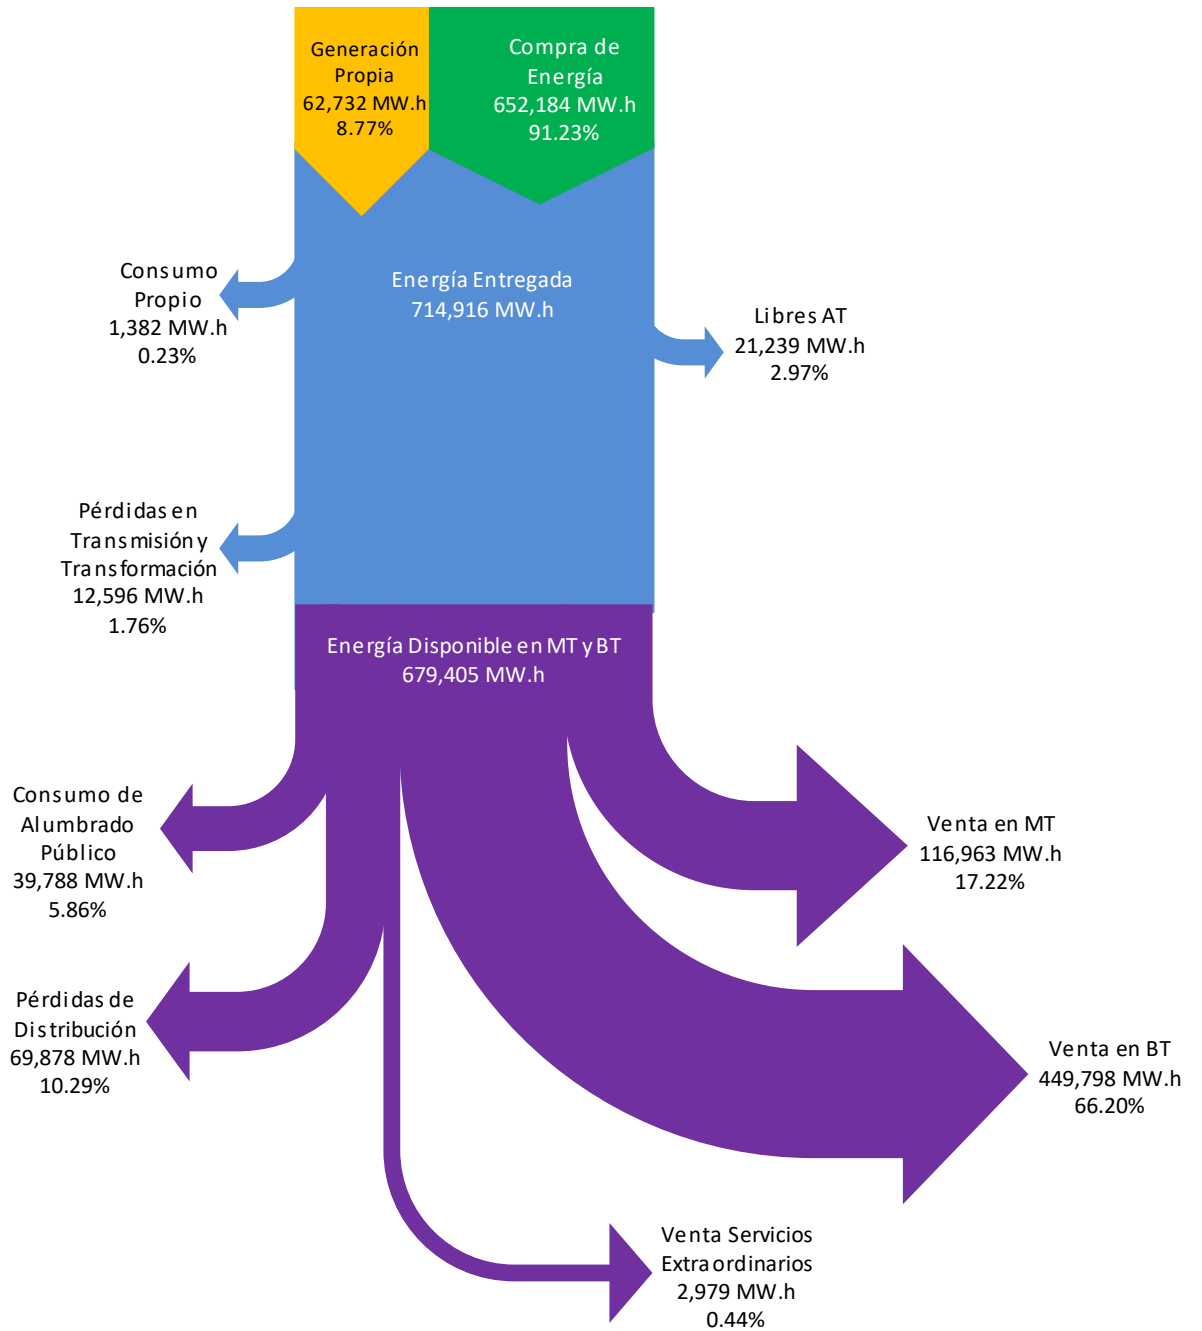 Generación
Propia
62,732 MW.h
8.77%
Compra de
Energía
652,184 MW.h
91.23%
Energía Entregada
714,916 MW.h
Consumo
Propio
1,382 MW.h
0.23%
Libres AT
21,239 MW.h
2.97%
Pérdidas en
Transmisión y
Transformación
12,596 MW.h
1.76%
Energía Disponible en MT y BT
679,405 MW.h
Consumo de
Alumbrado
Público
39,788 MW.h
5.86%
Venta en MT
116,963 MW.h
17.22%
Pérdidas de
Distribución
69,878 MW.h
10.29%
Venta en BT
449,798 MW.h
66.20%
Venta Servicios
Extraordinarios
2,979 MW.h
0.44%